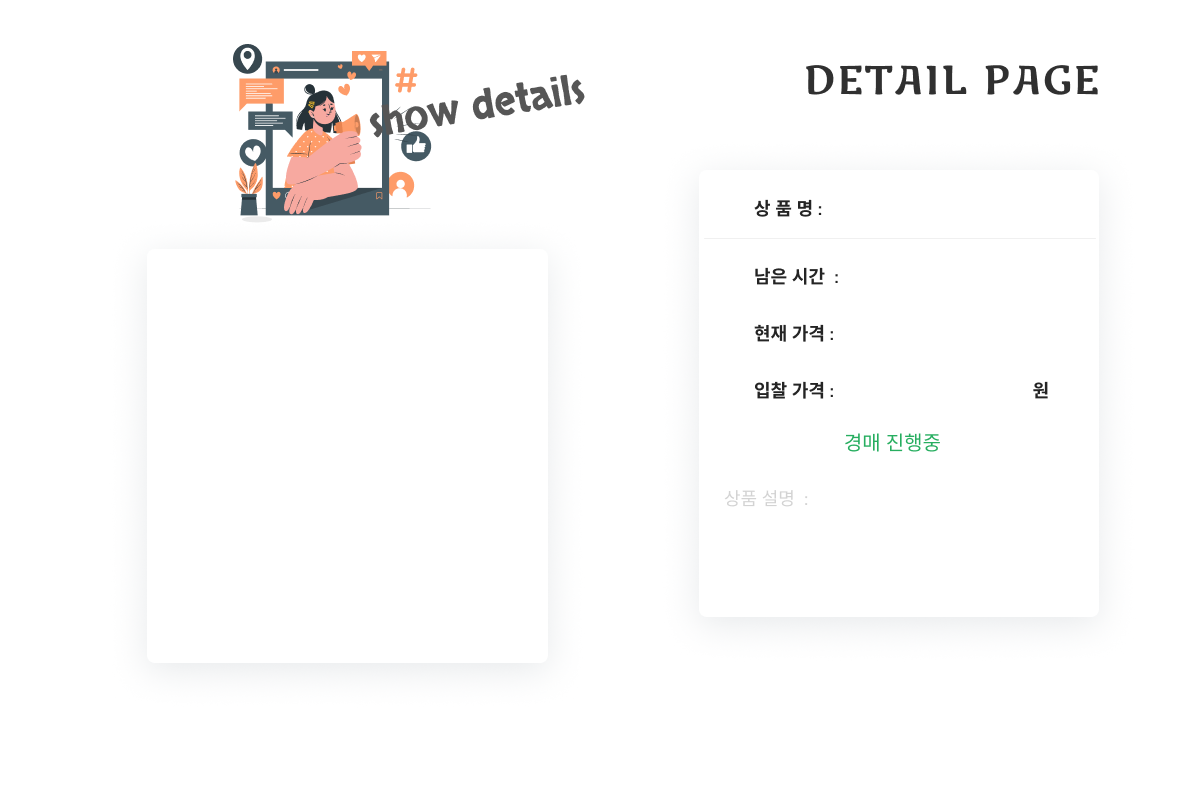 #
show details
DETAIL PAGE
상 품 명 :
남은 시간 :
현재 가격 :
입찰 가격 : 원
경매 진행중
상품 설명 :